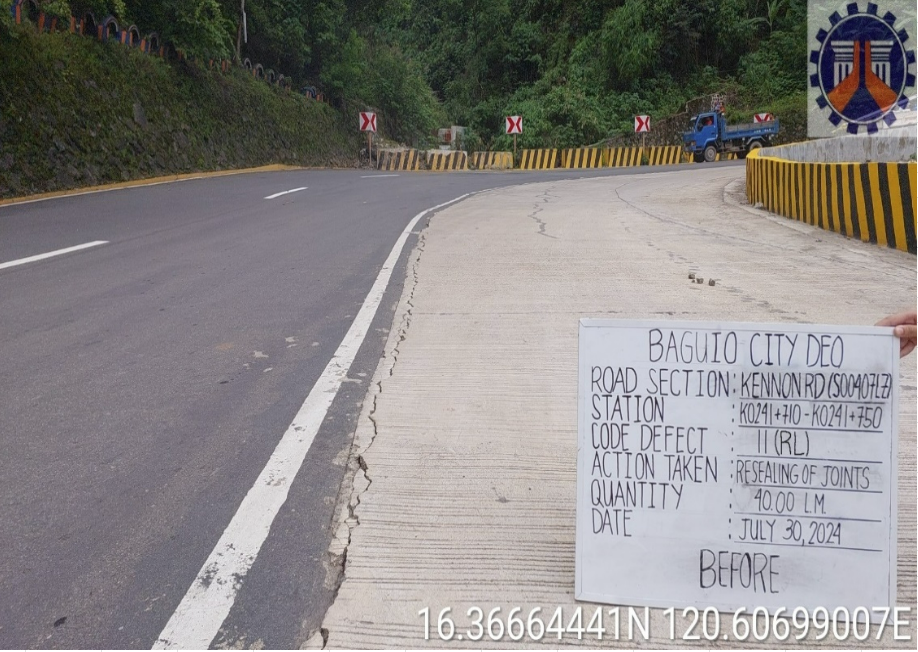 BAGUIO CITY DEO
ROAD SECTION : KENNON RD (S00407LZ)
STATION : K0241+710 - K0241+750
CODE DEFECT : 11 (RL)
ACTION TAKEN : RESEALING OF JOINTS
QUANTITY : 40.00 L.M.
DATE : JULY 30, 2024
BEFORE
16.36664441N 120.60699007E